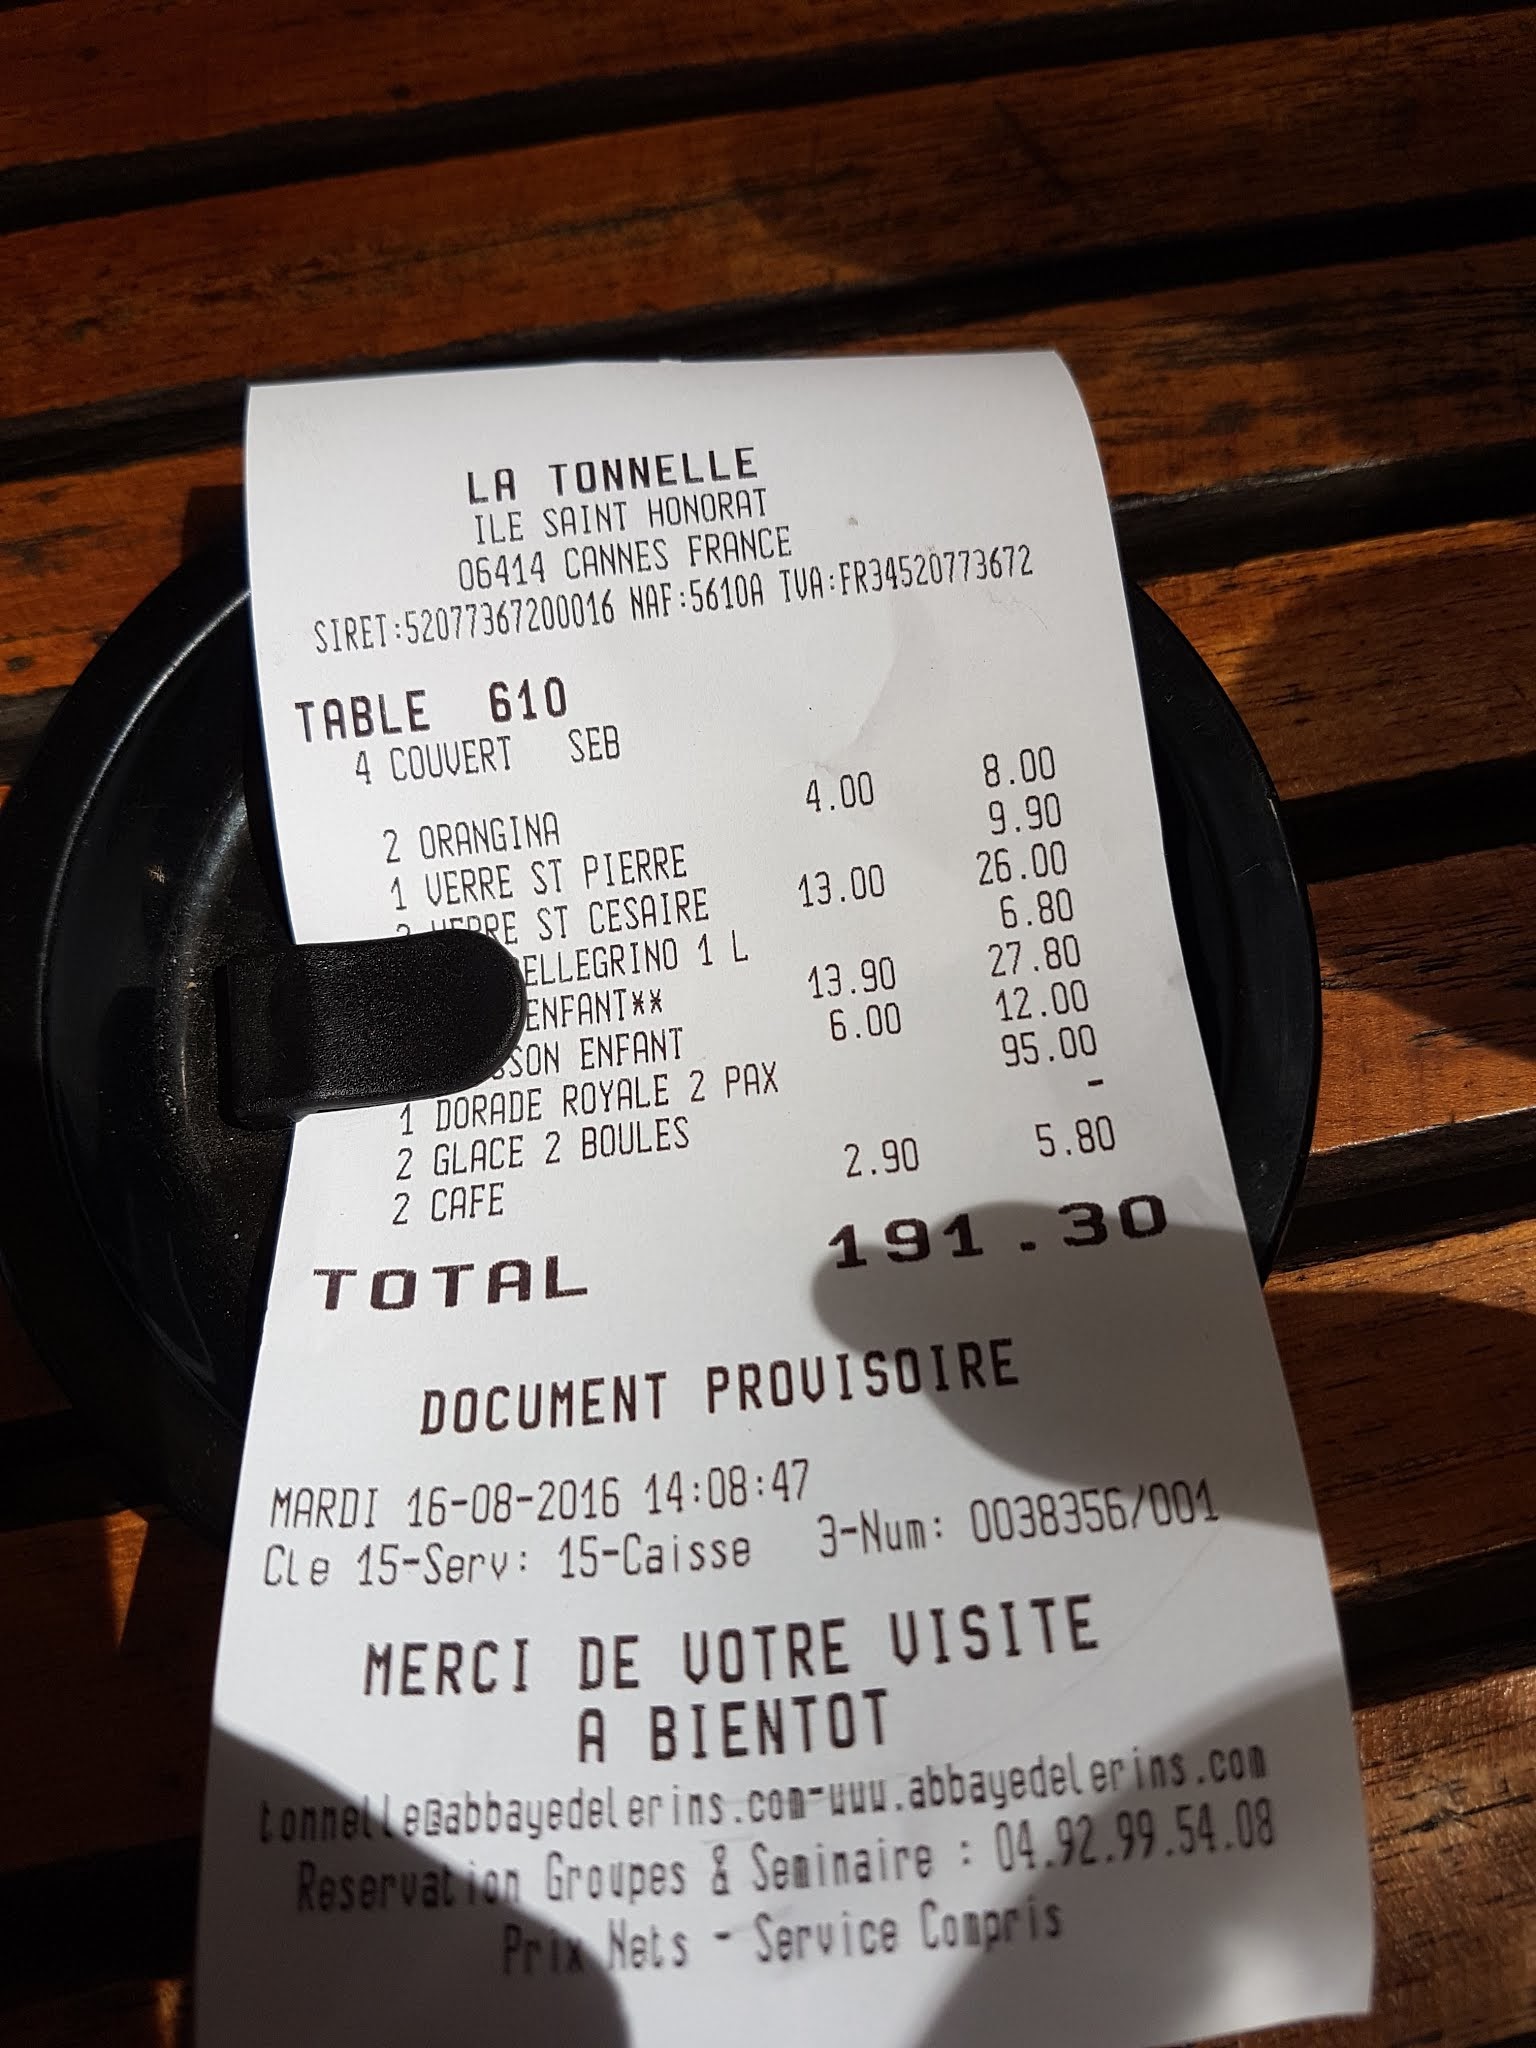 LA TONNELLE
ILE SAINT HONORAT
06414 CANNES FRANCE
SIRET:52077367200016 NAF:5610A TVA:FR34520773672
TABLE 610
4 COUVERT SEB
2 ORANGINA 4.00 8.00
1 VERRE ST PIERRE 9.90
2 VERRE ST CESAIRE 13.00 26.00
ELLEGRINO 1 L 6.80
ENFANT** 13.90 27.80
SSON ENFANT 6.00 12.00
1 DORADE ROYALE 2 PAX 95.00
2 GLACE 2 BOULES -
2 CAFE 2.90 5.80
TOTAL 191.30
DOCUMENT PROVISOIRE
MARDI 16-08-2016 14:08:47
Cle 15-Serv: 15-Caisse 3-Num: 0038356/001
MERCI DE VOTRE VISITE
A BIENTOT
tonnelle@abbayedelerins.com-www.abbayedelerins.com
Reservation Groupes & Seminaire : 04.92.99.54.08
Prix Nets - Service Compris